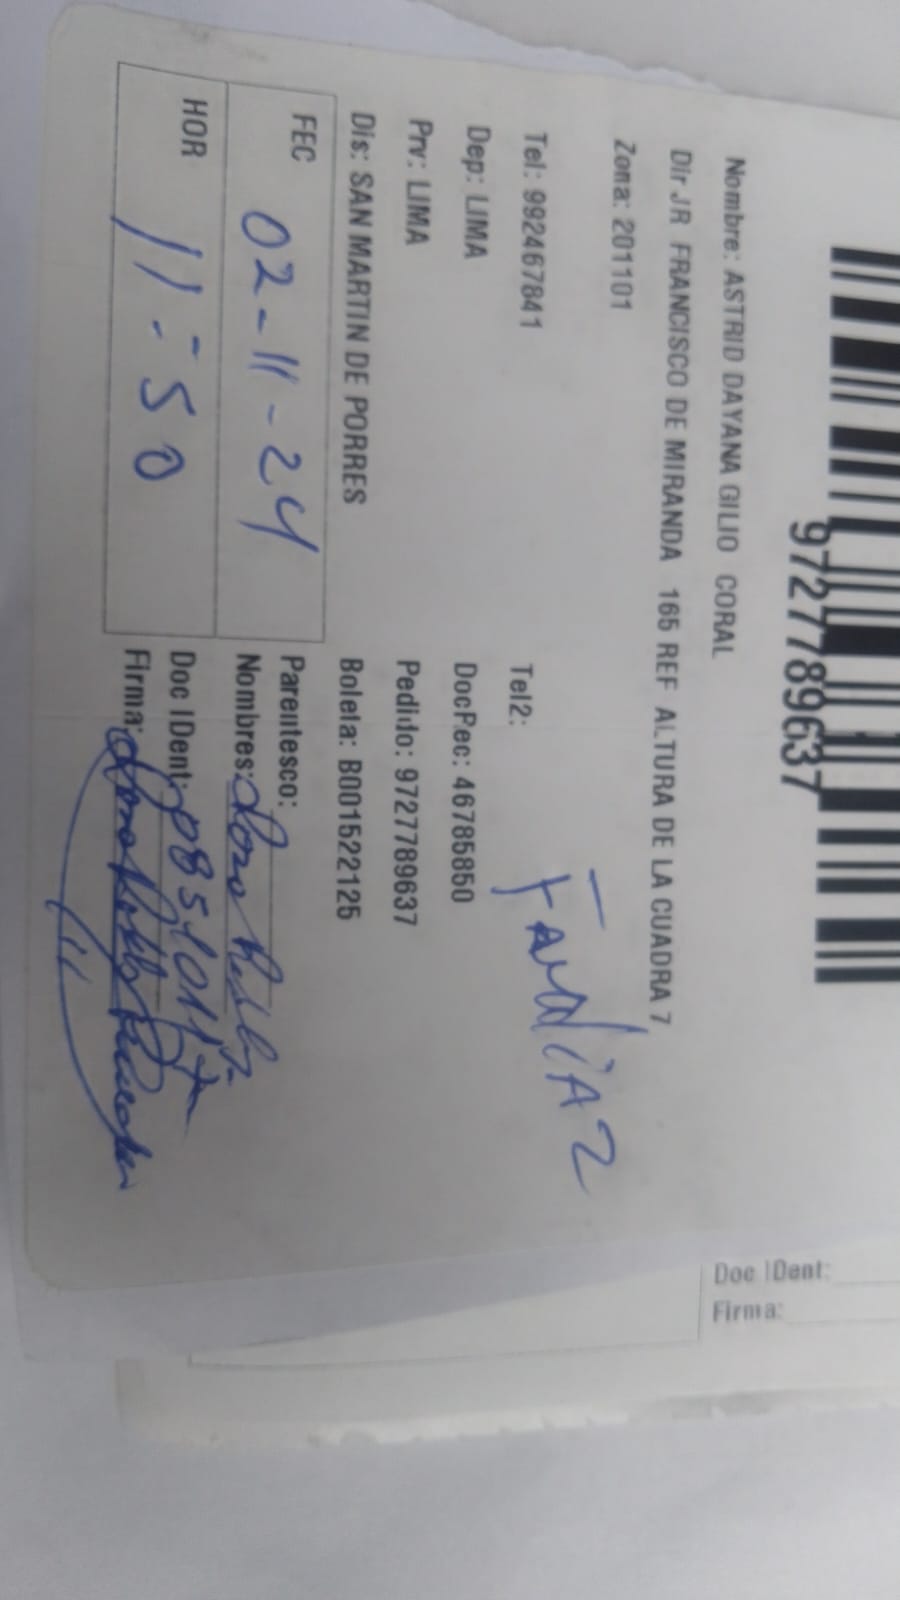 9727789637
Nombre: ASTRID DAYANA GILIO CORAL
Dir JR FRANCISCO DE MIRANDA 165 REF ALTURA DE LA CUADRA 7
Zona: 201101
Tel: 992467841 Tel2:
Dep: LIMA DocPec: 46785850
Prv: LIMA Pedido: 9727789637
Dis: SAN MARTIN DE PORRES Boleta: B001522125
FEC 02-11-24 Parentesco:
Nombres:
HOR 11:50 Doc IDent:
Firma:
Doc IDent:
Firma: